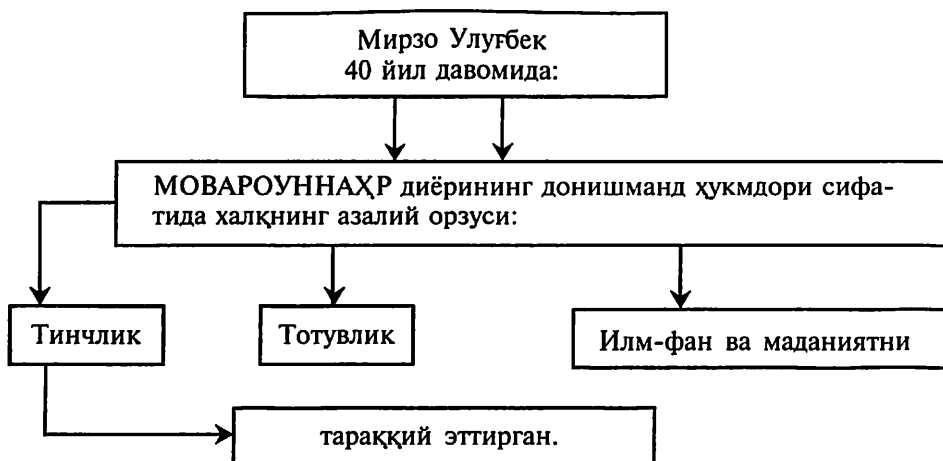 Мирзо Улуғбек
40 йил давомида:
МОВАРОУННАҲР диёрининг донишманд ҳукмдори сифа-
тида халқнинг азалий орзуси:
Тинчлик
Тотувлик
Илм-фан ва маданиятни
тараққий эттирган.